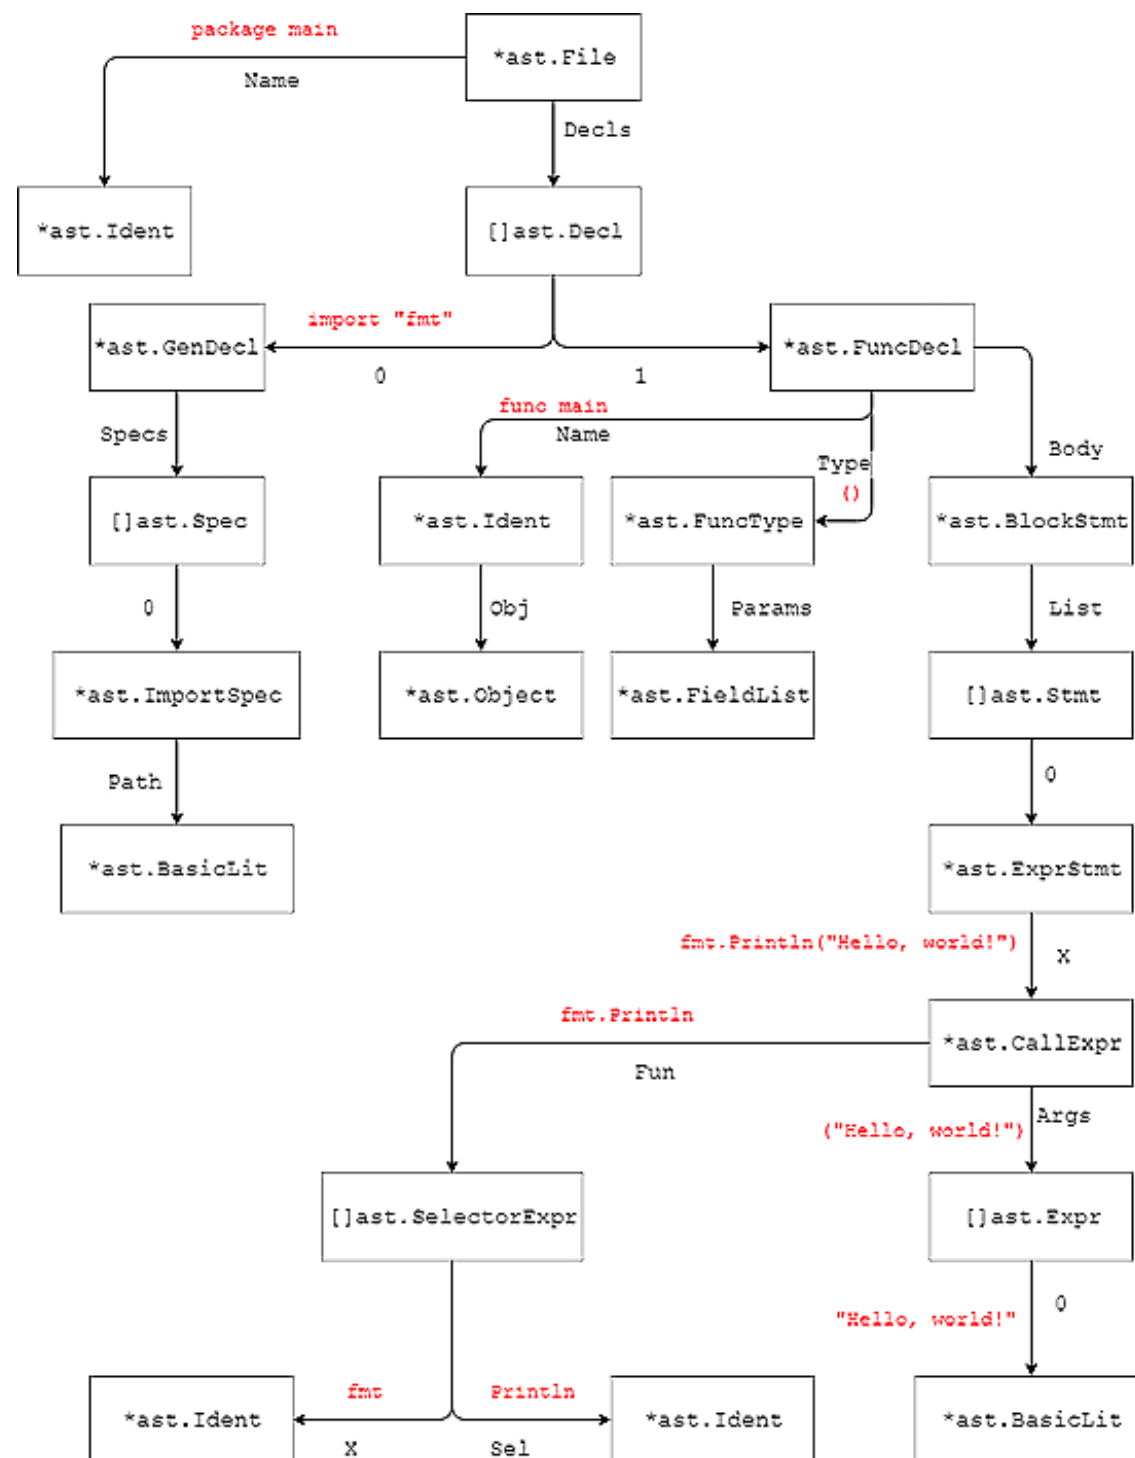 package main
*ast.File
Name
Decls
*ast.Ident
[]ast.Decl
import "fmt"
*ast.GenDecl
*ast.FuncDecl
0
1
func main
Specs
Name
Body
Type
()
[]ast.Spec
*ast.Ident
*ast.FuncType
*ast.BlockStmt
0
Obj
Params
List
*ast.ImportSpec
*ast.Object
*ast.FieldList
[]ast.Stmt
Path
0
*ast.BasicLit
*ast.ExprStmt
fmt.Println("Hello, world!")
X
fmt.Println
*ast.CallExpr
Fun
Args
("Hello, world!")
[]ast.SelectorExpr
[]ast.Expr
0
"Hello, world!"
fmt
Println
*ast.Ident
*ast.Ident
*ast.BasicLit
X
Sel